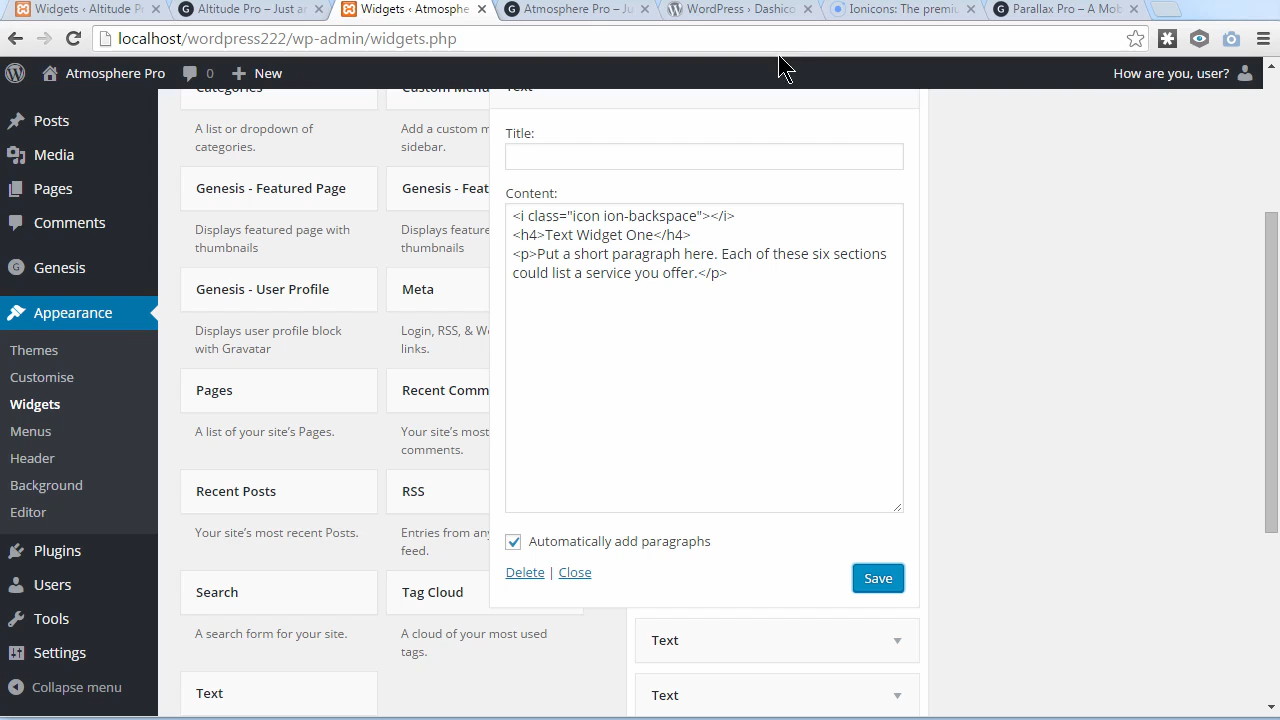 Widgets ‹ Altitude P
Altitude Pro – Just a
Widgets ‹ Atmosphe
Atmosphere Pro – Ju
WordPress › Dash
Ionicons: The premiu
Parallax Pro – A Mob
localhost/wordpress222/wp-admin/widgets.php
Atmosphere Pro
0
New
How are you, user?
Posts
Media
Pages
Comments
Genesis
Appearance
Themes
Customise
Widgets
Menus
Header
Background
Editor
Plugins
Users
Tools
Settings
Collapse menu
Categories
A list or dropdown of
categories.
Genesis - Featured Page
Displays featured page with
thumbnails
Genesis - User Profile
Displays user profile block
with Gravatar
Pages
A list of your site's Pages.
Recent Posts
Your site's most recent Posts.
Search
A search form for your site.
Text
Custom Menu
Add a custom m
sidebar.
Genesis - Feat
Displays featur
thumbnails
Meta
Login, RSS, & W
links.
Recent Comm
Your site's most
comments.
RSS
Entries from any
feed.
Tag Cloud
A cloud of your most used
tags.
Text
Title:
Content:
<i class="icon ion-backspace"></i>
<h4>Text Widget One</h4>
<p>Put a short paragraph here. Each of these six sections
could list a service you offer.</p>
Automatically add paragraphs
Delete | Close
Save
Text
Text